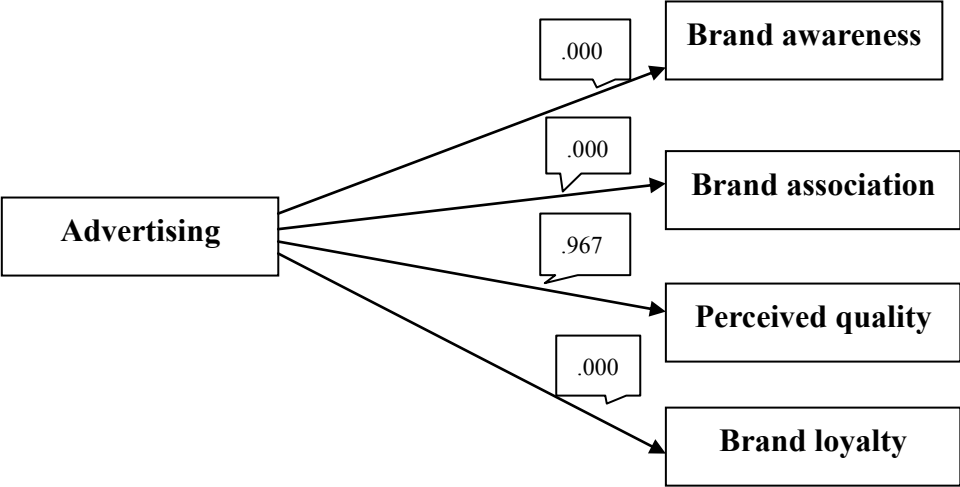 .000
Brand awareness
.000
Brand association
Advertising
.967
Perceived quality
.000
Brand loyalty